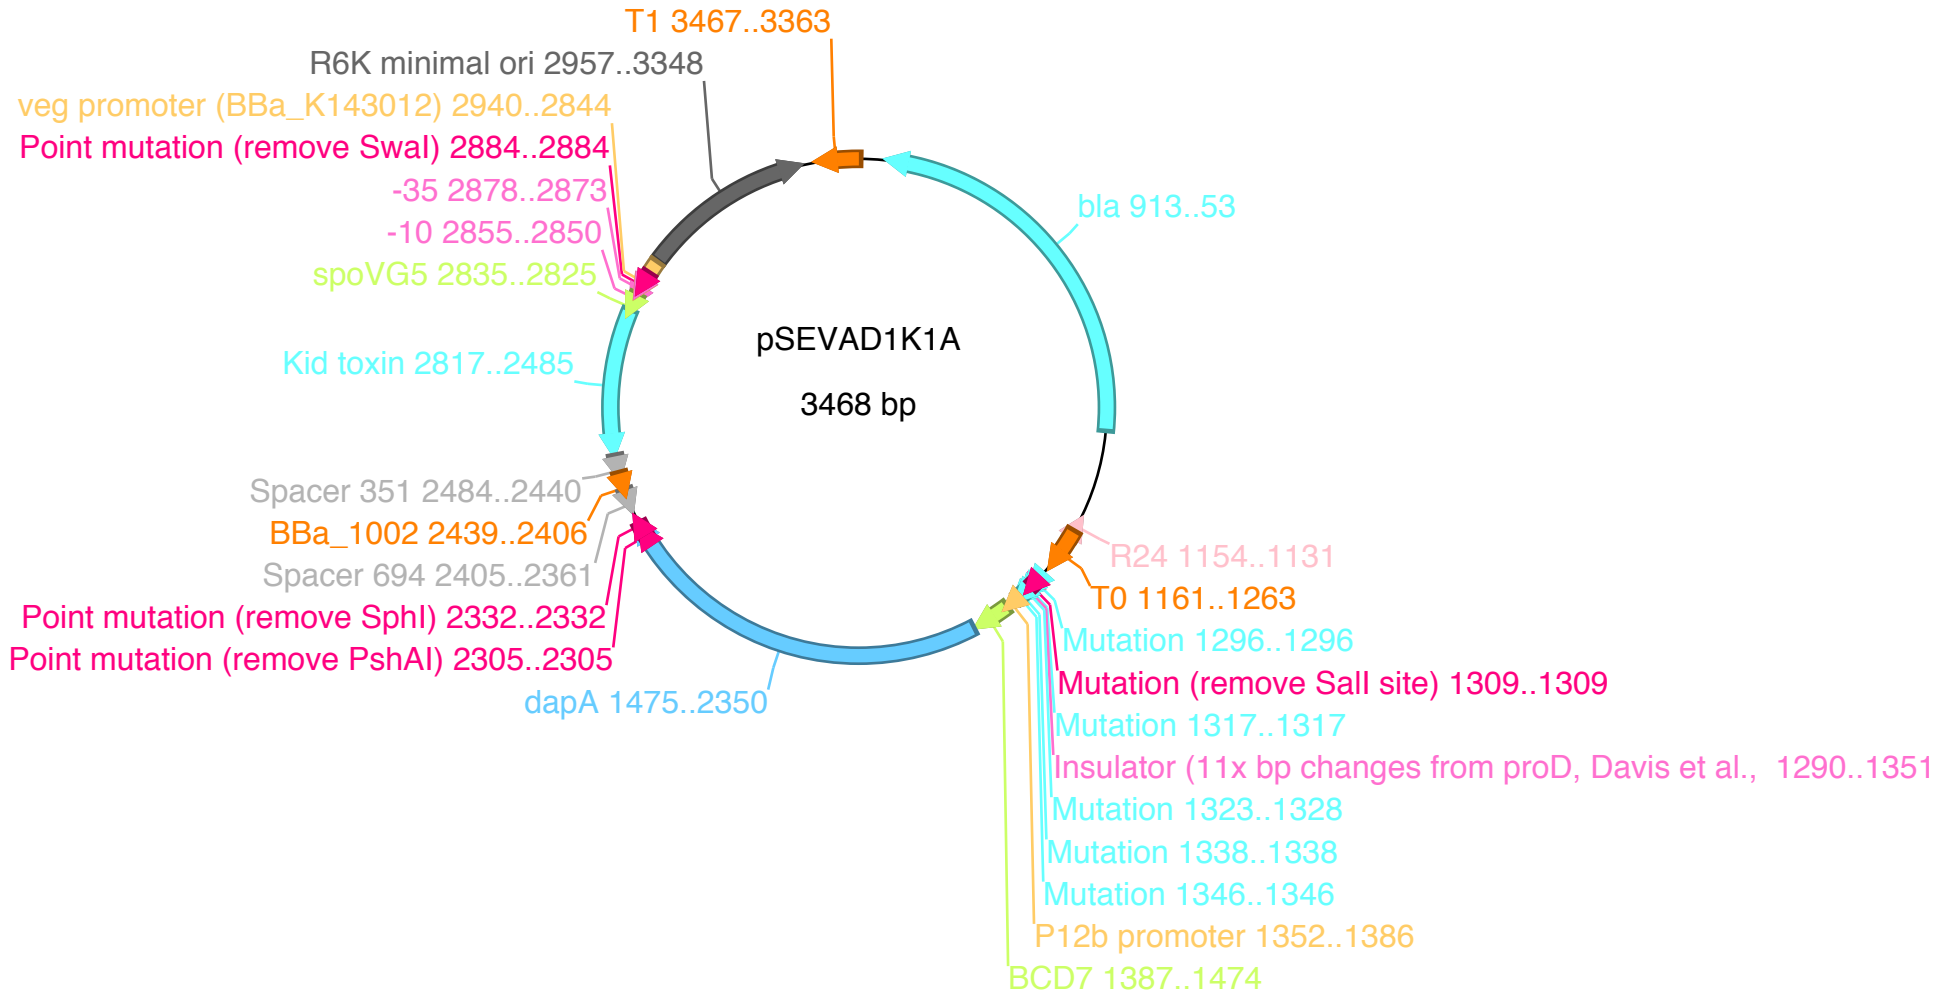 T1 3467..3363
R6K minimal ori 2957..3348
veg promoter (BBa_K143012) 2940..2844
Point mutation (remove SwaI) 2884..2884
-35 2878..2873
-10 2855..2850
spoVG5 2835..2825
Kid toxin 2817..2485
Spacer 351 2484..2440
BBa_1002 2439..2406
Spacer 694 2405..2361
Point mutation (remove SphI) 2332..2332
Point mutation (remove PshAI) 2305..2305
dapA 1475..2350
pSEVAD1K1A
3468 bp
bla 913..53
R24 1154..1131
T0 1161..1263
Mutation 1296..1296
Mutation (remove SalI site) 1309..1309
Mutation 1317..1317
Insulator (11x bp changes from proD, Davis et al.,  1290..1351
Mutation 1323..1328
Mutation 1338..1338
Mutation 1346..1346
P12b promoter 1352..1386
BCD7 1387..1474